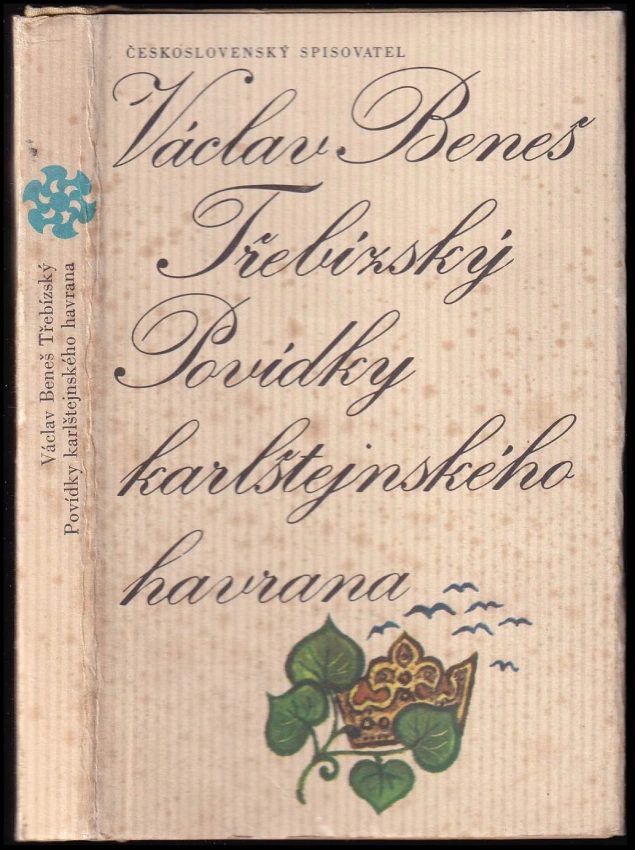 ČESKOSLOVENSKÝ SPISOVATEL
Václav Beneš
Třebízský
Povídky
karlštejnského
havrana
Václav Beneš Třebízský
Povídky karlštejnského havrana